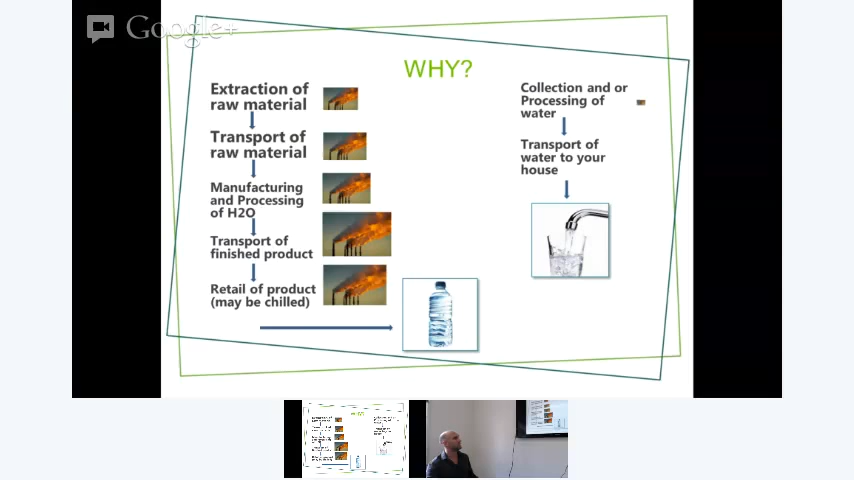 Google+
WHY?
Extraction of
raw material
Transport of
raw material
Manufacturing
and Processing
of H2O
Transport of
finished product
Retail of product
(may be chilled)
Collection and or
Processing of
water
Transport of
water to your
house